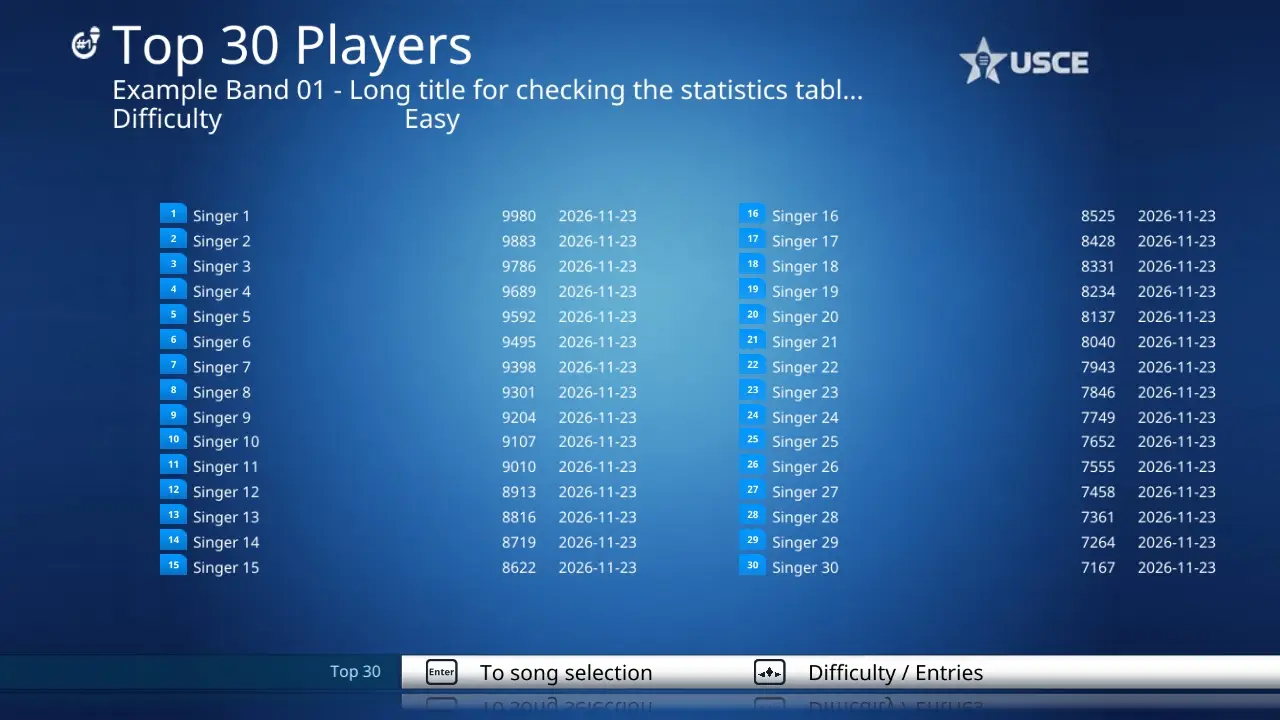 #1 Top 30 Players
USCE
Example Band 01 - Long title for checking the statistics tabl...
Difficulty Easy
1 Singer 1 9980 2026-11-23
2 Singer 2 9883 2026-11-23
3 Singer 3 9786 2026-11-23
4 Singer 4 9689 2026-11-23
5 Singer 5 9592 2026-11-23
6 Singer 6 9495 2026-11-23
7 Singer 7 9398 2026-11-23
8 Singer 8 9301 2026-11-23
9 Singer 9 9204 2026-11-23
10 Singer 10 9107 2026-11-23
11 Singer 11 9010 2026-11-23
12 Singer 12 8913 2026-11-23
13 Singer 13 8816 2026-11-23
14 Singer 14 8719 2026-11-23
15 Singer 15 8622 2026-11-23
16 Singer 16 8525 2026-11-23
17 Singer 17 8428 2026-11-23
18 Singer 18 8331 2026-11-23
19 Singer 19 8234 2026-11-23
20 Singer 20 8137 2026-11-23
21 Singer 21 8040 2026-11-23
22 Singer 22 7943 2026-11-23
23 Singer 23 7846 2026-11-23
24 Singer 24 7749 2026-11-23
25 Singer 25 7652 2026-11-23
26 Singer 26 7555 2026-11-23
27 Singer 27 7458 2026-11-23
28 Singer 28 7361 2026-11-23
29 Singer 29 7264 2026-11-23
30 Singer 30 7167 2026-11-23
Top 30 Enter To song selection Difficulty / Entries